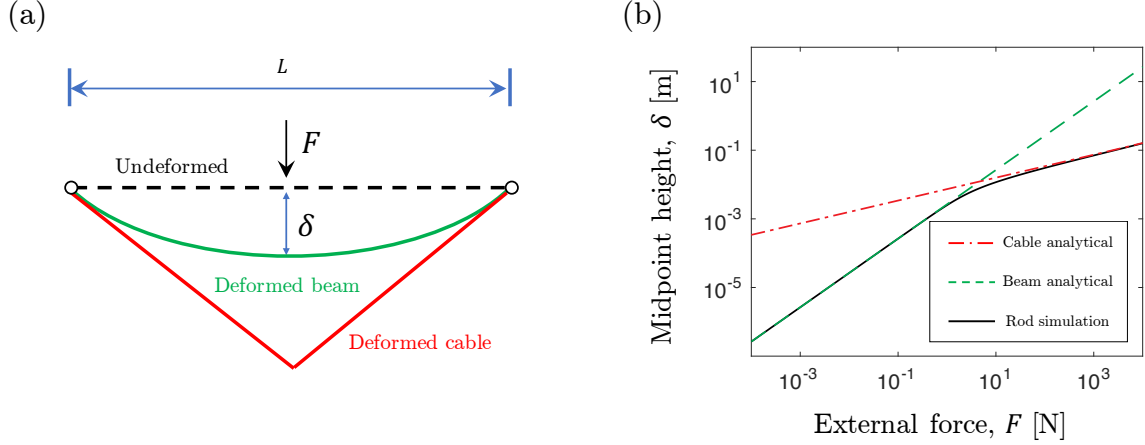 (a)
L
F
Undeformed
δ
Deformed beam
Deformed cable
(b)
Midpoint height, δ [m]
10^1
10^-1
10^-3
10^-5
Cable analytical
Beam analytical
Rod simulation
10^-3
10^-1
10^1
10^3
External force, F [N]